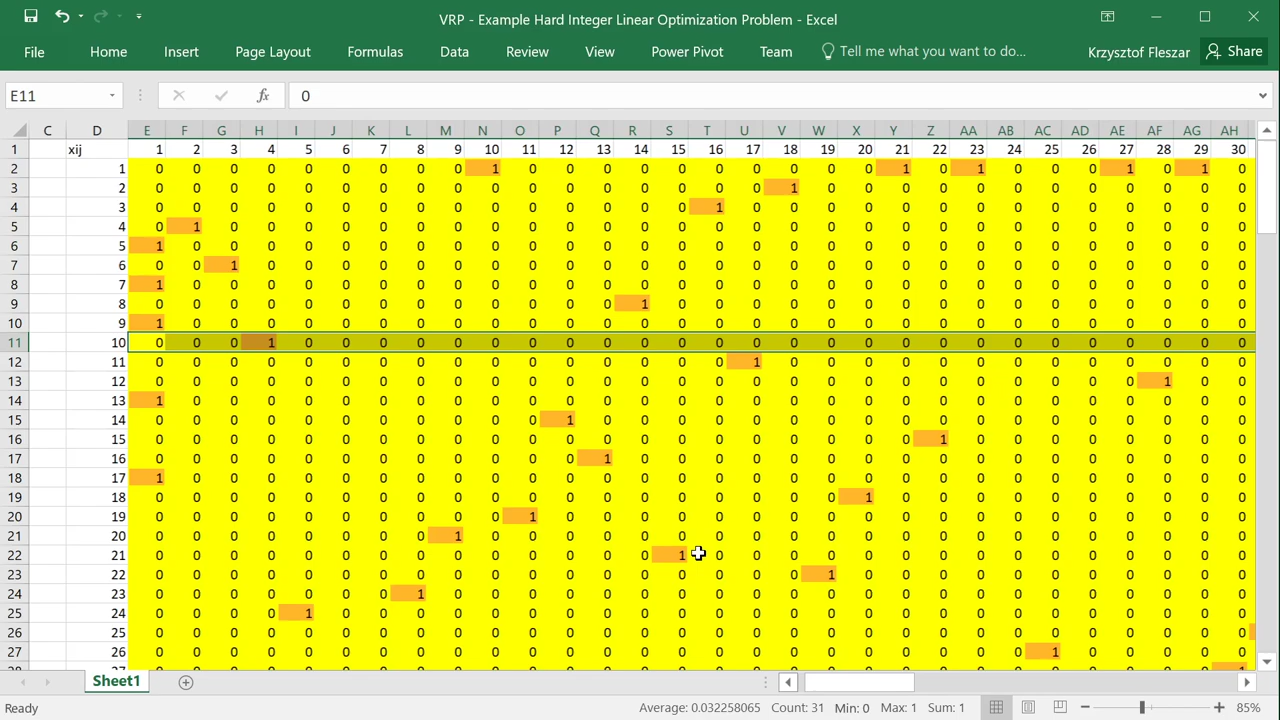 VRP - Example Hard Integer Linear Optimization Problem - Excel
File Home Insert Page Layout Formulas Data Review View Power Pivot Team Tell me what you want to do... Krzysztof Fleszar Share
E11 fx 0
C D E F G H I J K L M N O P Q R S T U V W X Y Z AA AB AC AD AE AF AG AH
1 xij 1 2 3 4 5 6 7 8 9 10 11 12 13 14 15 16 17 18 19 20 21 22 23 24 25 26 27 28 29 30
2 1 0 0 0 0 0 0 0 0 0 1 0 0 0 0 0 0 0 0 0 0 1 0 1 0 0 0 1 0 1 0
3 2 0 0 0 0 0 0 0 0 0 0 0 0 0 0 0 0 0 1 0 0 0 0 0 0 0 0 0 0 0 0
4 3 0 0 0 0 0 0 0 0 0 0 0 0 0 0 0 1 0 0 0 0 0 0 0 0 0 0 0 0 0 0
5 4 0 1 0 0 0 0 0 0 0 0 0 0 0 0 0 0 0 0 0 0 0 0 0 0 0 0 0 0 0 0
6 5 1 0 0 0 0 0 0 0 0 0 0 0 0 0 0 0 0 0 0 0 0 0 0 0 0 0 0 0 0 0
7 6 0 0 1 0 0 0 0 0 0 0 0 0 0 0 0 0 0 0 0 0 0 0 0 0 0 0 0 0 0 0
8 7 1 0 0 0 0 0 0 0 0 0 0 0 0 0 0 0 0 0 0 0 0 0 0 0 0 0 0 0 0 0
9 8 0 0 0 0 0 0 0 0 0 0 0 0 0 1 0 0 0 0 0 0 0 0 0 0 0 0 0 0 0 0
10 9 1 0 0 0 0 0 0 0 0 0 0 0 0 0 0 0 0 0 0 0 0 0 0 0 0 0 0 0 0 0
11 10 0 0 0 1 0 0 0 0 0 0 0 0 0 0 0 0 0 0 0 0 0 0 0 0 0 0 0 0 0 0
12 11 0 0 0 0 0 0 0 0 0 0 0 0 0 0 0 0 1 0 0 0 0 0 0 0 0 0 0 0 0 0
13 12 0 0 0 0 0 0 0 0 0 0 0 0 0 0 0 0 0 0 0 0 0 0 0 0 0 0 0 1 0 0
14 13 1 0 0 0 0 0 0 0 0 0 0 0 0 0 0 0 0 0 0 0 0 0 0 0 0 0 0 0 0 0
15 14 0 0 0 0 0 0 0 0 0 0 0 1 0 0 0 0 0 0 0 0 0 0 0 0 0 0 0 0 0 0
16 15 0 0 0 0 0 0 0 0 0 0 0 0 0 0 0 0 0 0 0 0 0 1 0 0 0 0 0 0 0 0
17 16 0 0 0 0 0 0 0 0 0 0 0 0 1 0 0 0 0 0 0 0 0 0 0 0 0 0 0 0 0 0
18 17 1 0 0 0 0 0 0 0 0 0 0 0 0 0 0 0 0 0 0 0 0 0 0 0 0 0 0 0 0 0
19 18 0 0 0 0 0 0 0 0 0 0 0 0 0 0 0 0 0 0 0 1 0 0 0 0 0 0 0 0 0 0
20 19 0 0 0 0 0 0 0 0 0 0 1 0 0 0 0 0 0 0 0 0 0 0 0 0 0 0 0 0 0 0
21 20 0 0 0 0 0 0 0 0 1 0 0 0 0 0 0 0 0 0 0 0 0 0 0 0 0 0 0 0 0 0
22 21 0 0 0 0 0 0 0 0 0 0 0 0 0 0 1 0 0 0 0 0 0 0 0 0 0 0 0 0 0 0
23 22 0 0 0 0 0 0 0 0 0 0 0 0 0 0 0 0 0 0 1 0 0 0 0 0 0 0 0 0 0 0
24 23 0 0 0 0 0 0 0 1 0 0 0 0 0 0 0 0 0 0 0 0 0 0 0 0 0 0 0 0 0 0
25 24 0 0 0 0 1 0 0 0 0 0 0 0 0 0 0 0 0 0 0 0 0 0 0 0 0 0 0 0 0 0
26 25 0 0 0 0 0 0 0 0 0 0 0 0 0 0 0 0 0 0 0 0 0 0 0 0 0 0 0 0 0 0
27 26 0 0 0 0 0 0 0 0 0 0 0 0 0 0 0 0 0 0 0 0 0 0 0 0 1 0 0 0 0 0
Sheet1
Ready Average: 0.032258065 Count: 31 Min: 0 Max: 1 Sum: 1 85%